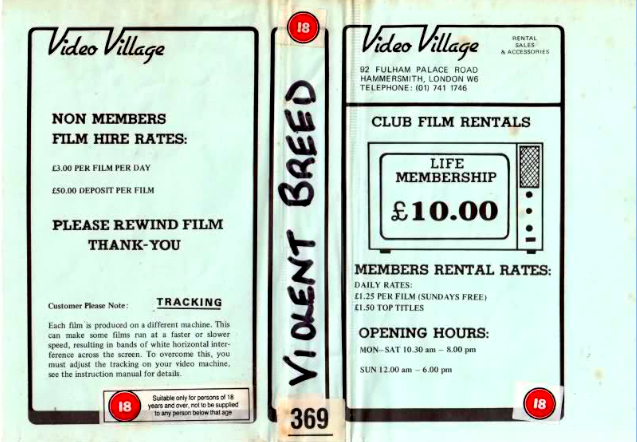 Video Village
NON MEMBERS
FILM HIRE RATES:
£3.00 PER FILM PER DAY
£50.00 DEPOSIT PER FILM
PLEASE REWIND FILM
THANK-YOU
Customer Please Note: TRACKING
Each film is produced on a different machine. This
can make some films run at a faster or slower
speed, resulting in bands of white horizontal inter-
ference across the screen. To overcome this, you
must adjust the tracking on your video machine,
see the instruction manual for details.
18
Suitable only for persons of 18
years and over, not to be supplied
to any person below that age
18
VIOLENT BREED
369
Video Village
RENTAL
SALES
& ACCESSORIES
92 FULHAM PALACE ROAD
HAMMERSMITH, LONDON W6
TELEPHONE: (01) 741 1746
CLUB FILM RENTALS
LIFE
MEMBERSHIP
£10.00
MEMBERS RENTAL RATES:
DAILY RATES:
£1.25 PER FILM (SUNDAYS FREE)
£1.50 TOP TITLES
OPENING HOURS:
MON–SAT 10.30 am – 8.00 pm
SUN 12.00 am – 6.00 pm
18